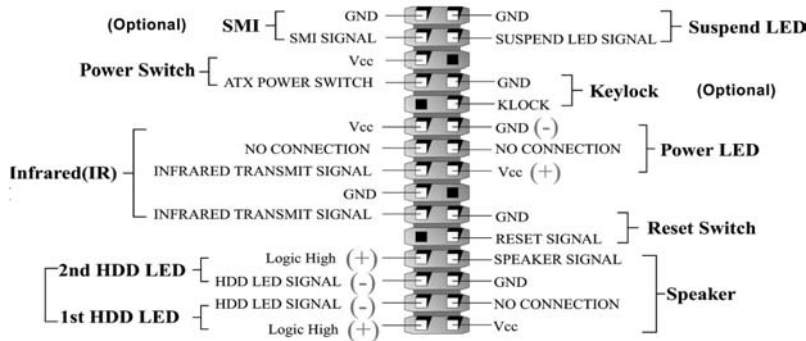 GND
GND
(Optional) SMI
Suspend LED
SMI SIGNAL
SUSPEND LED SIGNAL
Power Switch
Vcc
ATX POWER SWITCH
GND
Keylock (Optional)
KLOCK
Vcc
GND (-)
NO CONNECTION
NO CONNECTION
Power LED
Infrared(IR)
INFRARED TRANSMIT SIGNAL
Vcc (+)
GND
INFRARED TRANSMIT SIGNAL
GND
Reset Switch
RESET SIGNAL
2nd HDD LED
Logic High (+)
SPEAKER SIGNAL
HDD LED SIGNAL (-)
GND
Speaker
1st HDD LED
HDD LED SIGNAL (-)
NO CONNECTION
Logic High (+)
Vcc